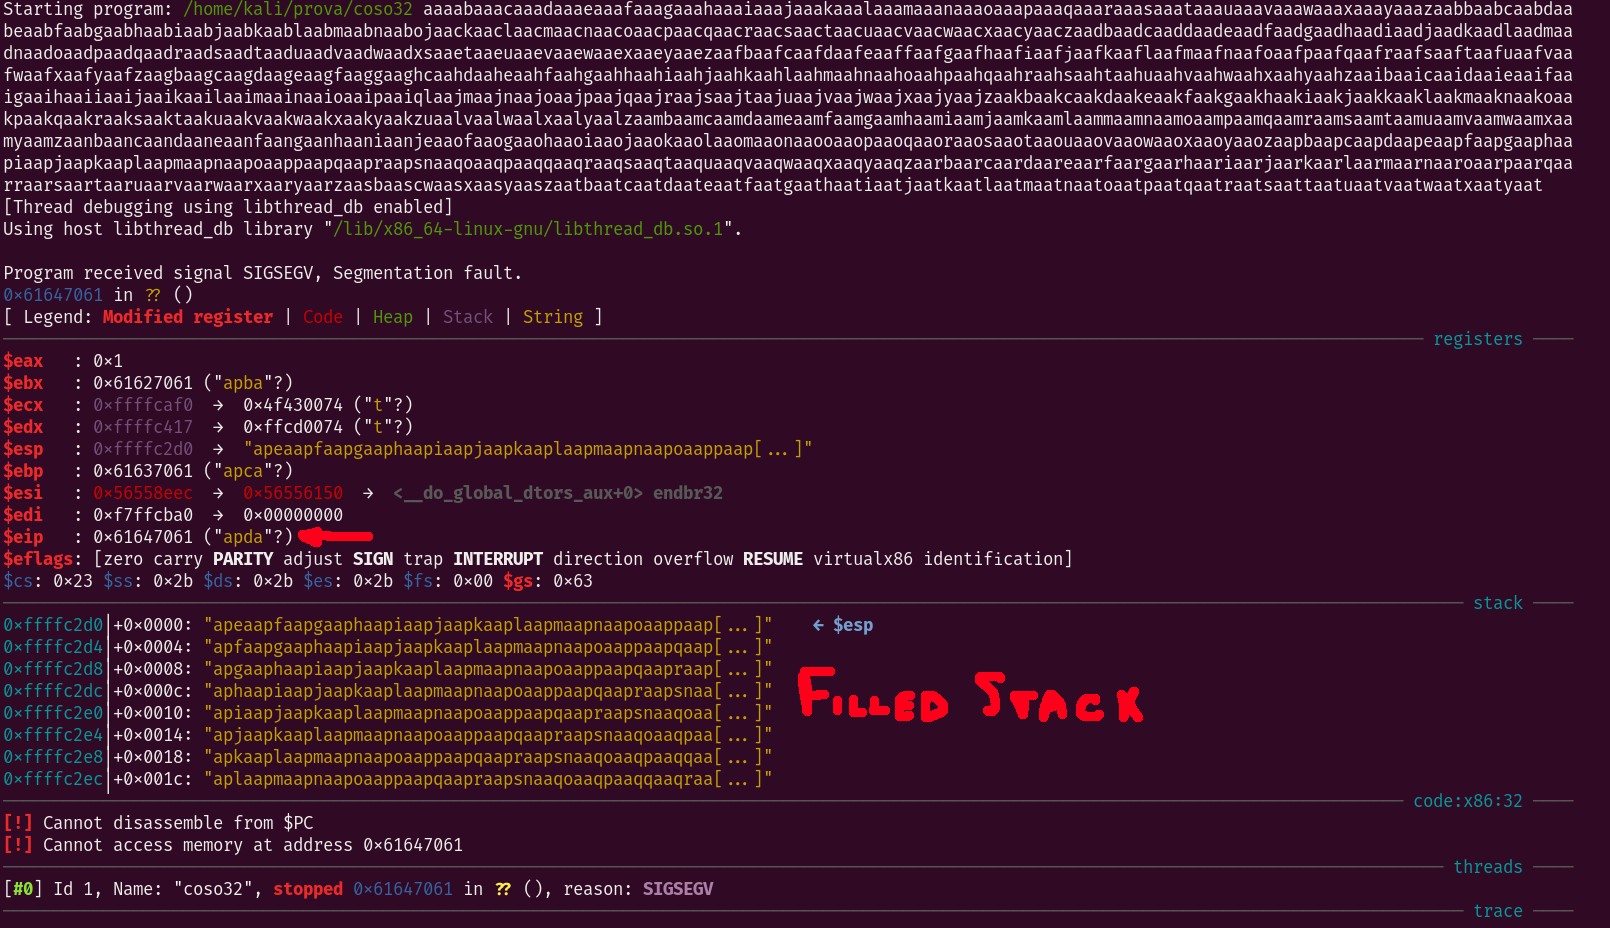 Starting program: /home/kali/prova/coso32 aaaabaaacaaadaaaeaaafaaagaaahaaaiaaajaaakaaalaaamaaanaaaoaaapaaaqaaaraaasaaataaauaaavaaawaaaxaaayaaazaabbaabcaabdaa
beaabfaabgaabhaabiaabjaabkaablaabmaabnaabojaackaaclaacmaacnaacoaacpaacqaacraacsaactaacuaacvaacwaacxaacyaaczaadbaadcaaddaadeaadfaadgaadhaadiaadjaadkaadlaadmaa
dnaadoaadpaadqaadraadsaadtaaduaadvaadwaadxsaaetaaeuaaevaaewaaexaaeyaaezaafbaafcaafdaafeaaffaafgaafhaafiaafjaafkaaflaafmaafnaafoaafpaafqaafraafsaaftaafuaafvaa
fwaafxaafyaafzaagbaagcaagdaageaagfaaggaaghcaahdaaheaahfaahgaahhaahiaahjaahkaahlaahmaahnaahoaahpaahqaahraahsaahtaahuaahvaahwaahxaahyaahzaaibaaicaaidaaieaaifaa
igaaihaaiiaaijaaikaailaaimaainaaioaaipaaiqlaajmaajnaajoaajpaajqaajraajsaajtaajuaajvaajwaajxaajyaajzaakbaakcaakdaakeaakfaakgaakhaakiaakjaakkaaklaakmaaknaakoaa
kpaakqaakraaksaaktaakuaakvaakwaakxaakyaakzuaalvaalwaalxaalyaalzaambaamcaamdaameaamfaamgaamhaamiaamjaamkaamlaammaamnaamoaampaamqaamraamsaamtaamuaamvaamwaamxaa
myaamzaanbaancaandaaneaanfaangaanhaaniaanjeaaofaaogaaohaaoiaaojaaokaaolaaomaaonaaooaaopaaoqaaoraaosaaotaaouaaovaaowaaoxaaoyaaozaapbaapcaapdaapeaapfaapgaaphaa
piaapjaapkaaplaapmaapnaapoaappaapqaapraapsnaaqoaaqpaaqqaaqraaqsaaqtaaquaaqvaaqwaaqxaaqyaaqzaarbaarcaardaareaarfaargaarhaariaarjaarkaarlaarmaarnaaroaarpaarqaa
rraarsaartaaruaarvaarwaarxaaryaarzaasbaascwaasxaasyaaszaatbaatcaatdaateaatfaatgaathaatiaatjaatkaatlaatmaatnaatoaatpaatqaatraatsaattaatuaatvaatwaatxaatyaat
[Thread debugging using libthread_db enabled]
Using host libthread_db library "/lib/x86_64-linux-gnu/libthread_db.so.1".
Program received signal SIGSEGV, Segmentation fault.
0×61647061 in ?? ()
[ Legend: Modified register | Code | Heap | Stack | String ]
registers
$eax   : 0×1
$ebx   : 0×61627061 ("apba"?)
$ecx   : 0×ffffcaf0  →  0×4f430074 ("t"?)
$edx   : 0×ffffc417  →  0×ffcd0074 ("t"?)
$esp   : 0×ffffc2d0  →  "apeaapfaapgaaphaapiaapjaapkaaplaapmaapnaapoaappaap[...]"
$ebp   : 0×61637061 ("apca"?)
$esi   : 0×56558eec  →  0×56556150  →  <__do_global_dtors_aux+0> endbr32
$edi   : 0×f7ffcba0  →  0×00000000
$eip   : 0×61647061 ("apda"?)
$eflags: [zero carry PARITY adjust SIGN trap INTERRUPT direction overflow RESUME virtualx86 identification]
$cs: 0×23 $ss: 0×2b $ds: 0×2b $es: 0×2b $fs: 0×00 $gs: 0×63
stack
0×ffffc2d0│+0×0000: "apeaapfaapgaaphaapiaapjaapkaaplaapmaapnaapoaappaap[...]"    ← $esp
0×ffffc2d4│+0×0004: "apfaapgaaphaapiaapjaapkaaplaapmaapnaapoaappaapqaap[...]"
0×ffffc2d8│+0×0008: "apgaaphaapiaapjaapkaaplaapmaapnaapoaappaapqaapraap[...]"
0×ffffc2dc│+0×000c: "aphaapiaapjaapkaaplaapmaapnaapoaappaapqaapraapsnaa[...]"
0×ffffc2e0│+0×0010: "apiaapjaapkaaplaapmaapnaapoaappaapqaapraapsnaaqoaa[...]"
0×ffffc2e4│+0×0014: "apjaapkaaplaapmaapnaapoaappaapqaapraapsnaaqoaaqpaa[...]"
0×ffffc2e8│+0×0018: "apkaaplaapmaapnaapoaappaapqaapraapsnaaqoaaqpaaqqaa[...]"
0×ffffc2ec│+0×001c: "aplaapmaapnaapoaappaapqaapraapsnaaqoaaqpaaqqaaqraa[...]"
FILLED STACK
code:x86:32
[!] Cannot disassemble from $PC
[!] Cannot access memory at address 0×61647061
threads
[#0] Id 1, Name: "coso32", stopped 0×61647061 in ?? (), reason: SIGSEGV
trace